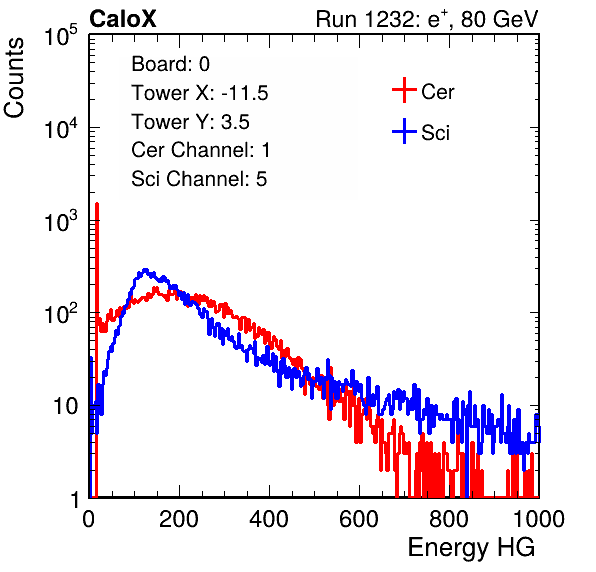 CaloX Run 1232: e⁺, 80 GeV
Counts
Board: 0
Tower X: -11.5
Tower Y: 3.5
Cer Channel: 1
Sci Channel: 5
Cer
Sci
10⁵
10⁴
10³
10²
10
1
0 200 400 600 800 1000
Energy HG